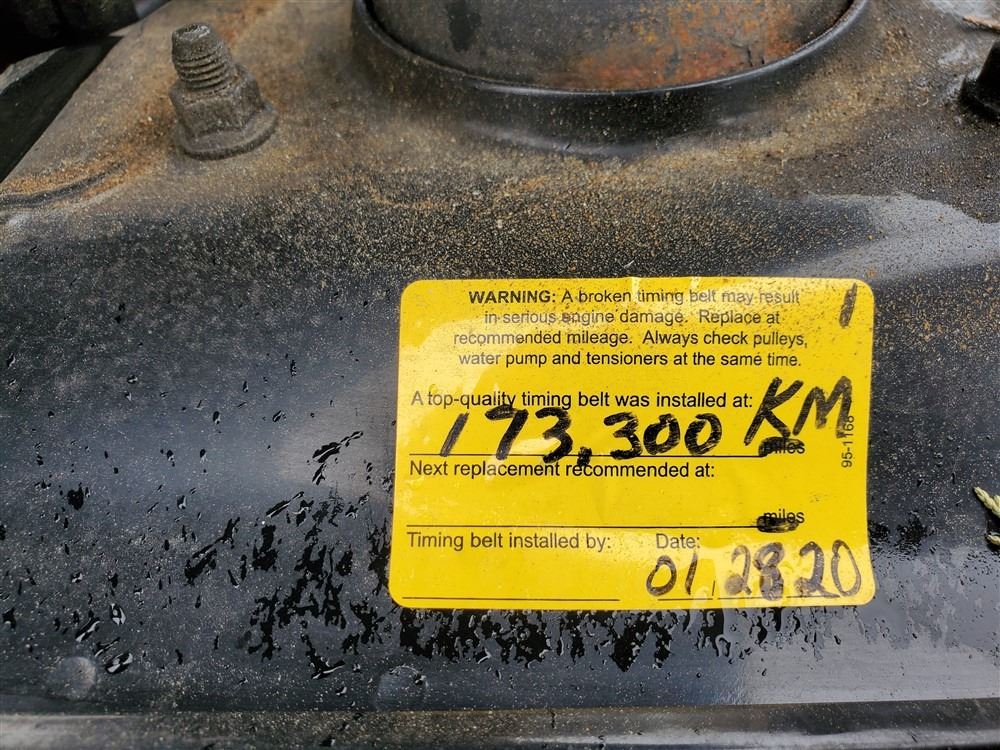 WARNING: A broken timing belt may result
in serious engine damage. Replace at
recommended mileage. Always check pulleys,
water pump and tensioners at the same time.
A top-quality timing belt was installed at:
173,300 KM
miles
Next replacement recommended at:
miles
Timing belt installed by: Date:
01 28 20
95-1168